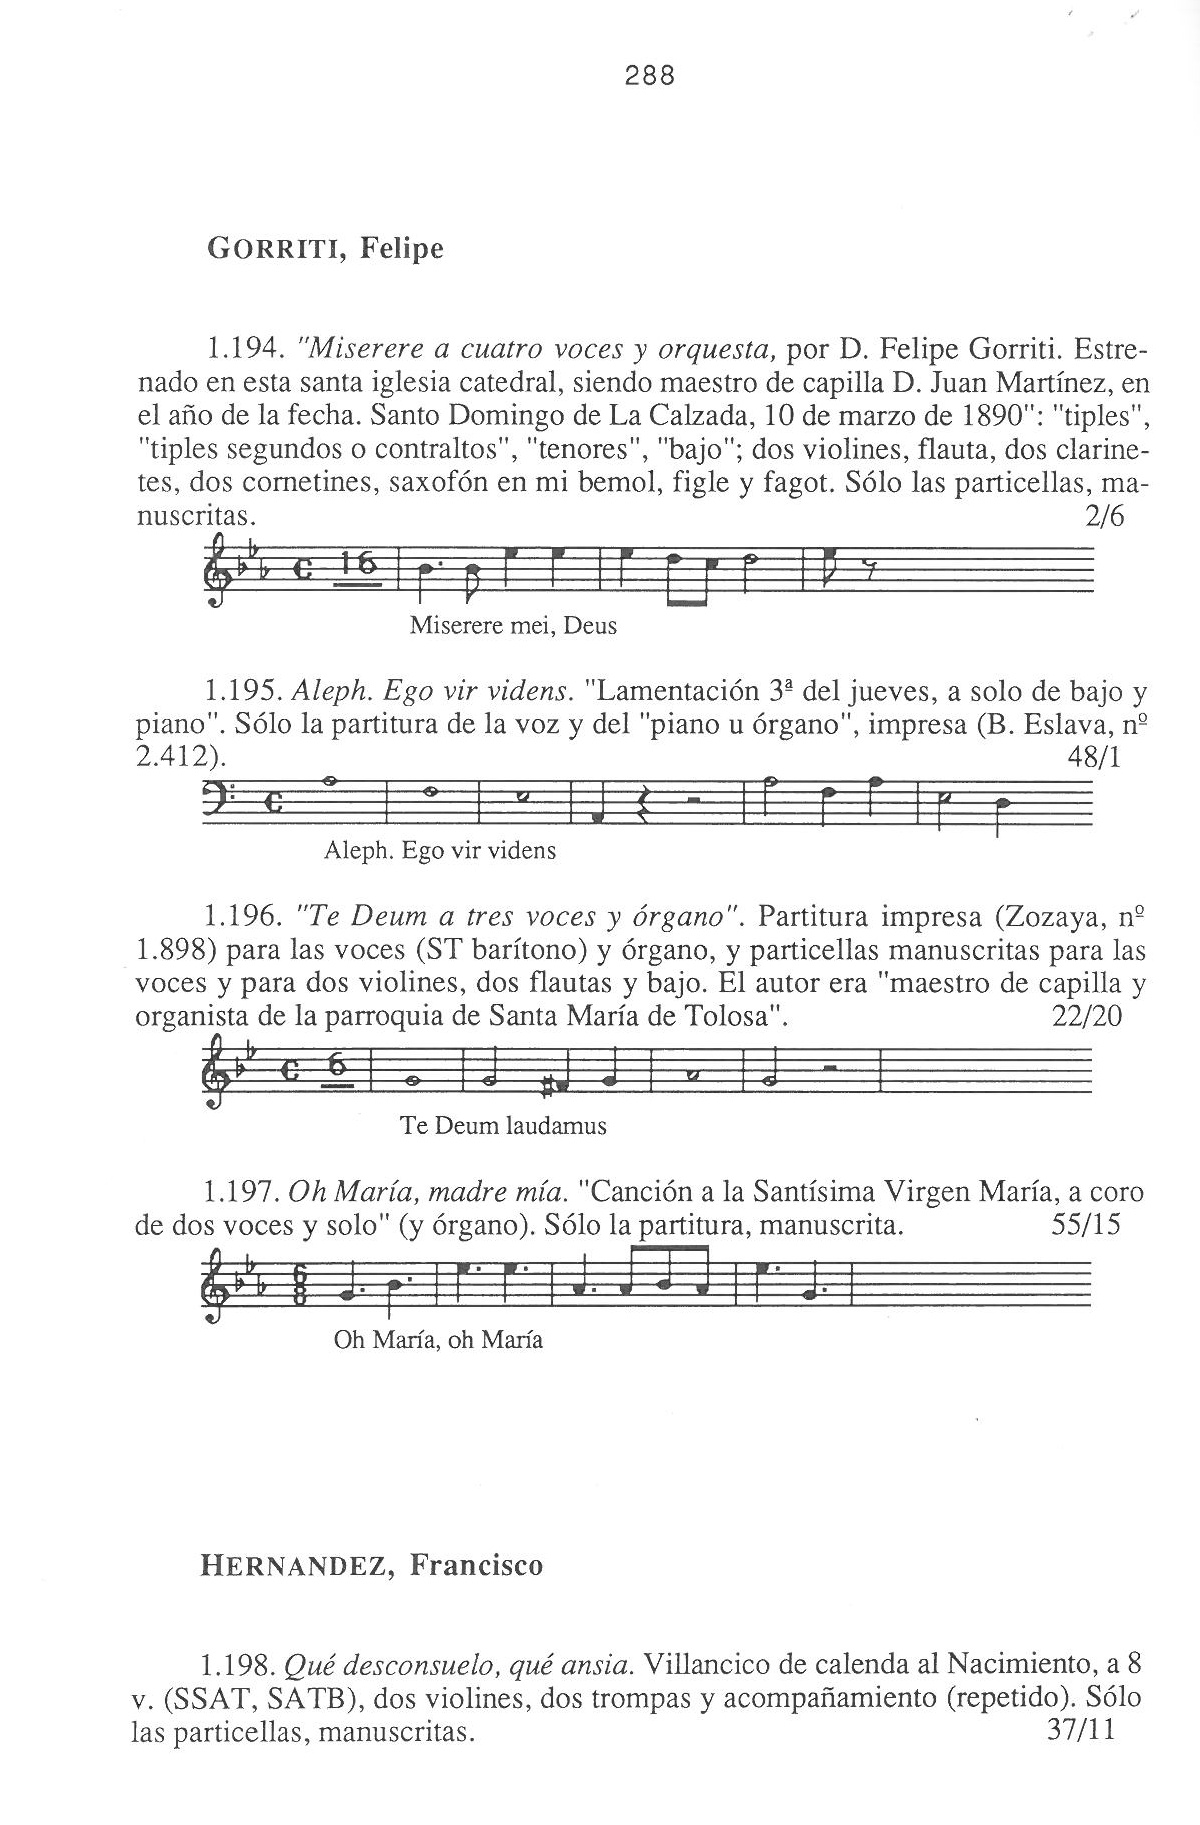 288
GORRITI, Felipe
1.194. "Miserere a cuatro voces y orquesta, por D. Felipe Gorriti. Estre-
nado en esta santa iglesia catedral, siendo maestro de capilla D. Juan Martínez, en
el año de la fecha. Santo Domingo de La Calzada, 10 de marzo de 1890": "tiples",
"tiples segundos o contraltos", "tenores", "bajo"; dos violines, flauta, dos clarine-
tes, dos cornetines, saxofón en mi bemol, figle y fagot. Sólo las particellas, ma-
nuscritas. 2/6
16
Miserere mei, Deus
1.195. Aleph. Ego vir videns. "Lamentación 3ª del jueves, a solo de bajo y
piano". Sólo la partitura de la voz y del "piano u órgano", impresa (B. Eslava, nº
2.412). 48/1
Aleph. Ego vir videns
1.196. "Te Deum a tres voces y órgano". Partitura impresa (Zozaya, nº
1.898) para las voces (ST barítono) y órgano, y particellas manuscritas para las
voces y para dos violines, dos flautas y bajo. El autor era "maestro de capilla y
organista de la parroquia de Santa María de Tolosa". 22/20
6
Te Deum laudamus
1.197. Oh María, madre mía. "Canción a la Santísima Virgen María, a coro
de dos voces y solo" (y órgano). Sólo la partitura, manuscrita. 55/15
6
8
Oh María, oh María
HERNANDEZ, Francisco
1.198. Qué desconsuelo, qué ansia. Villancico de calenda al Nacimiento, a 8
v. (SSAT, SATB), dos violines, dos trompas y acompañamiento (repetido). Sólo
las particellas, manuscritas. 37/11